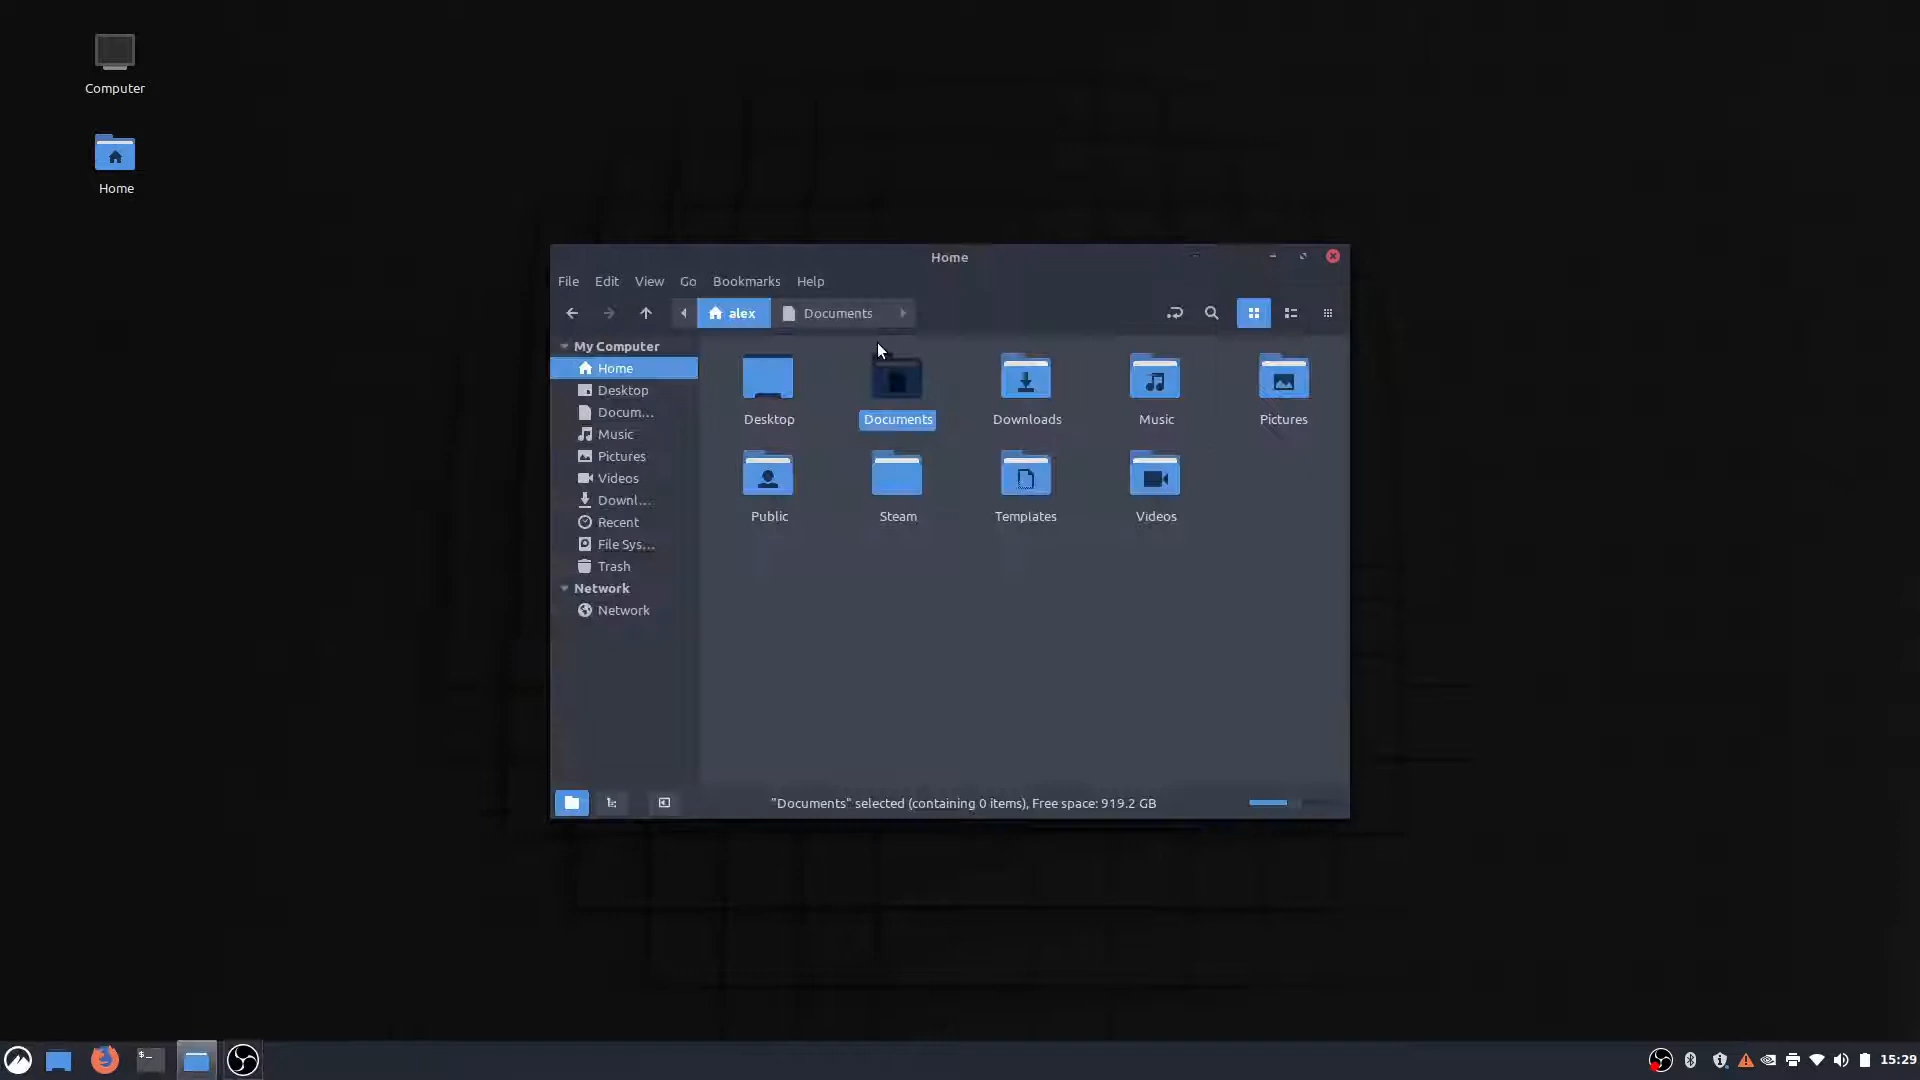 Computer
Home
Home
File Edit View Go Bookmarks Help
alex Documents
My Computer
Home
Desktop
Docum...
Music
Pictures
Videos
Downl...
Recent
File Sys...
Trash
Network
Network
Desktop Documents Downloads Music Pictures
Public Steam Templates Videos
"Documents" selected (containing 0 items), Free space: 919.2 GB
$_
15:29